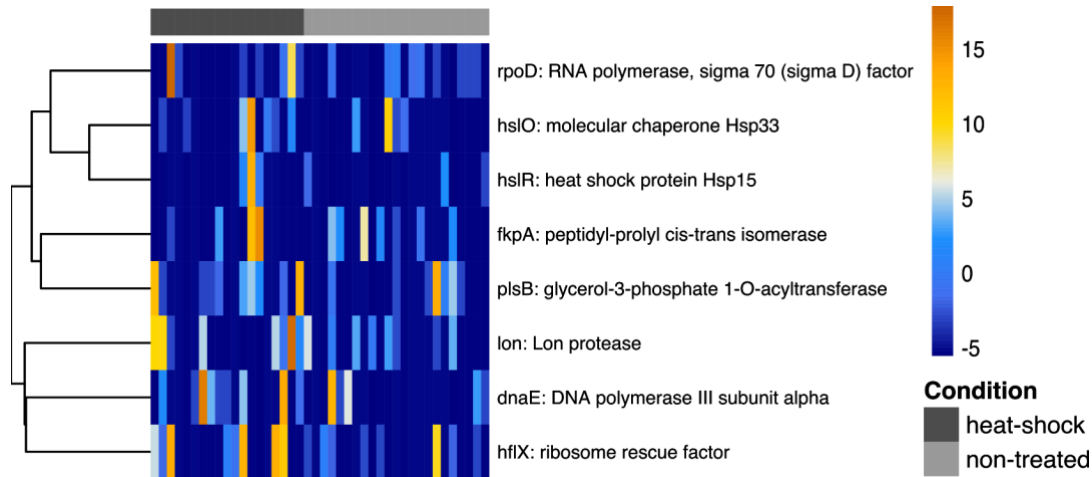 rpoD: RNA polymerase, sigma 70 (sigma D) factor
hslO: molecular chaperone Hsp33
hslR: heat shock protein Hsp15
fkpA: peptidyl-prolyl cis-trans isomerase
plsB: glycerol-3-phosphate 1-O-acyltransferase
lon: Lon protease
dnaE: DNA polymerase III subunit alpha
hflX: ribosome rescue factor
15
10
5
0
-5
Condition
heat-shock
non-treated